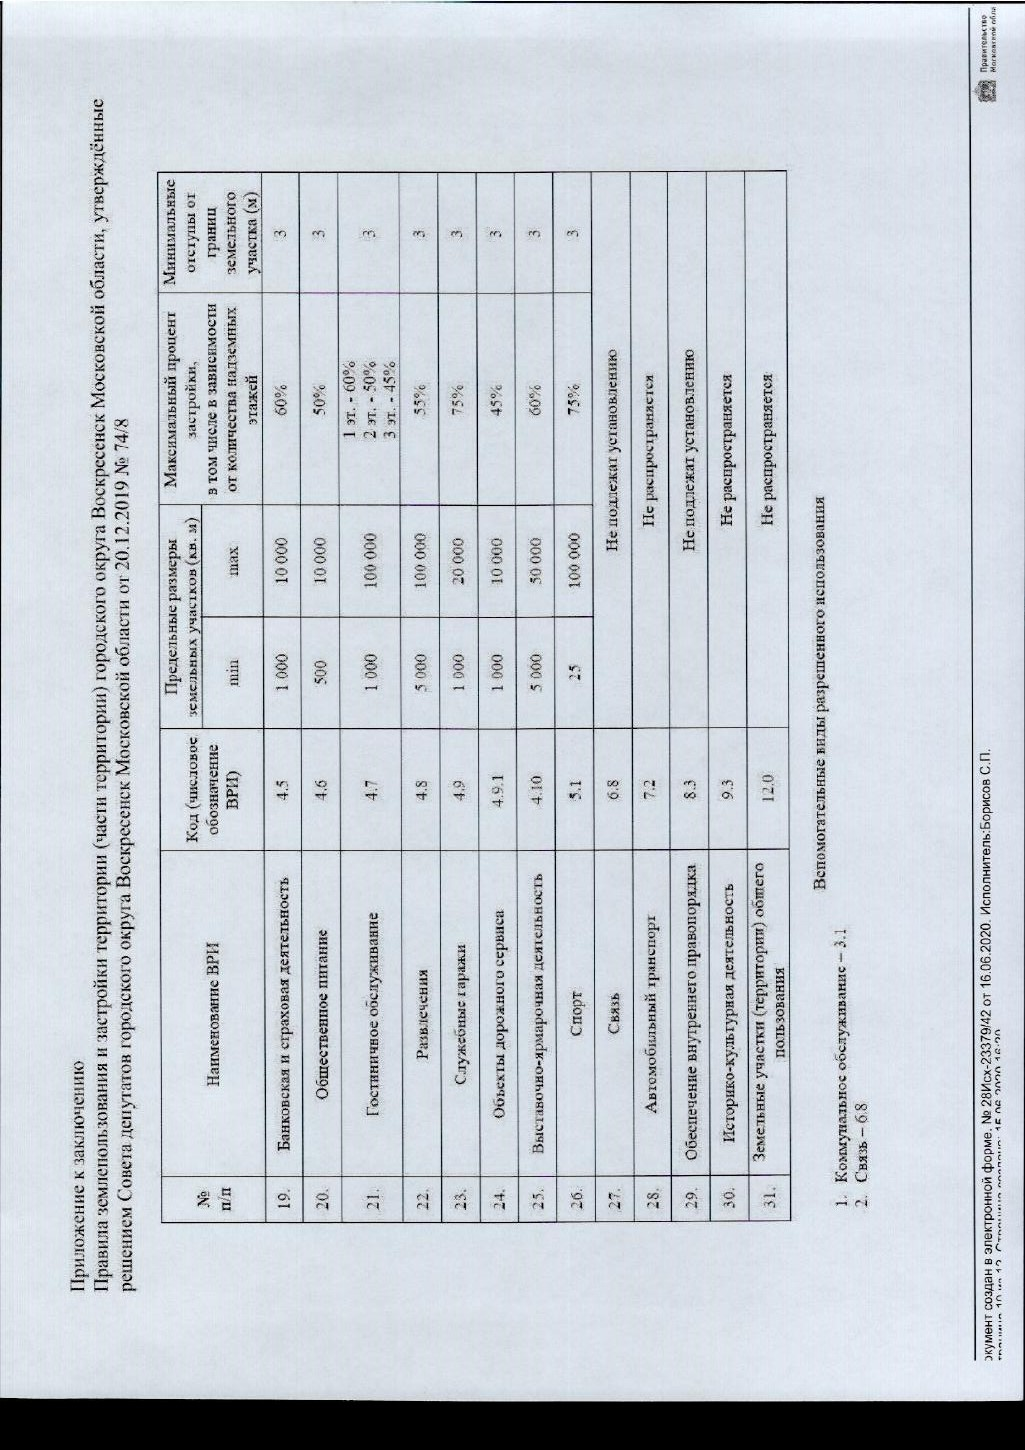 Приложение к заключению
Правила землепользования и застройки территории (части территории) городского округа Воскресенск Московской области, утверждённые
решением Совета депутатов городского округа Воскресенск Московской области от 20.12.2019 № 74/8
№ п/п | Наименование ВРИ | Код (числовое обозначение ВРИ) | Предельные размеры земельных участков (кв. м) min | max | Максимальный процент застройки, в том числе в зависимости от количества надземных этажей | Минимальные отступы от границ земельного участка (м)
19. | Банковская и страховая деятельность | 4.5 | 1 000 | 10 000 | 60% | 3
20. | Общественное питание | 4.6 | 500 | 10 000 | 50% | 3
21. | Гостиничное обслуживание | 4.7 | 1 000 | 100 000 | 1 эт. - 60% 2 эт. - 50% 3 эт. - 45% | 3
22. | Развлечения | 4.8 | 5 000 | 100 000 | 55% | 3
23. | Служебные гаражи | 4.9 | 1 000 | 20 000 | 75% | 3
24. | Объекты дорожного сервиса | 4.9.1 | 1 000 | 10 000 | 45% | 3
25. | Выставочно-ярмарочная деятельность | 4.10 | 5 000 | 50 000 | 60% | 3
26. | Спорт | 5.1 | 25 | 100 000 | 75% | 3
27. | Связь | 6.8 | Не подлежат установлению
28. | Автомобильный транспорт | 7.2 | Не распространяется
29. | Обеспечение внутреннего правопорядка | 8.3 | Не подлежат установлению
30. | Историко-культурная деятельность | 9.3 | Не распространяется
31. | Земельные участки (территории) общего пользования | 12.0 | Не распространяется
Вспомогательные виды разрешенного использования
1. Коммунальное обслуживание – 3.1
2. Связь – 6.8
окумент создан в электронной форме. № 28Исх-23379/42 от 16.06.2020. Исполнитель:Борисов С.П.
Правительство
Московской обла